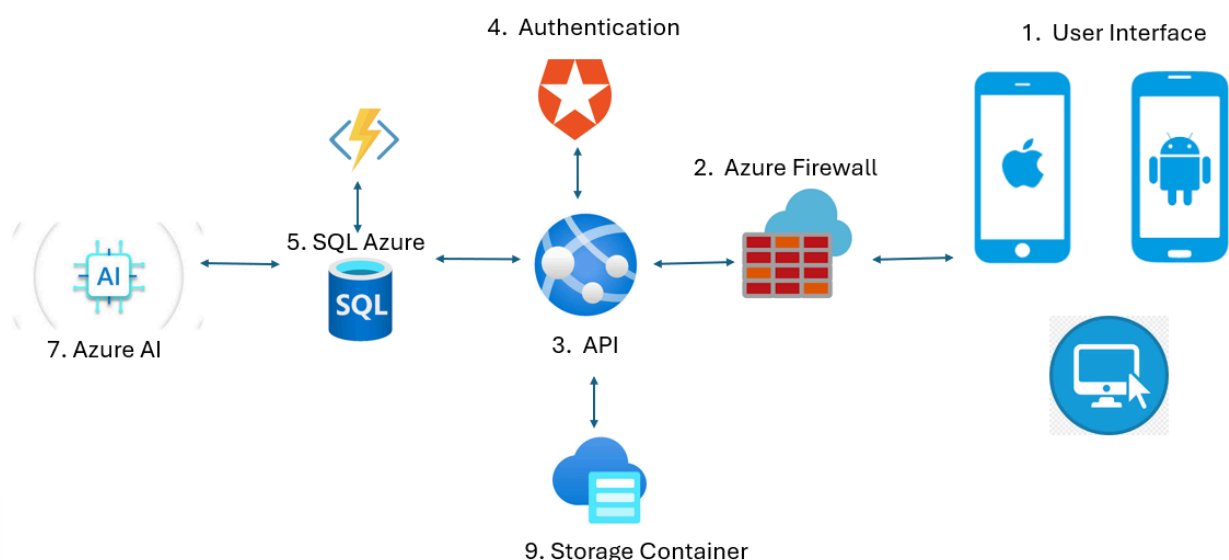 4. Authentication
1. User Interface
2. Azure Firewall
5. SQL Azure
AI
SQL
7. Azure AI
3. API
9. Storage Container